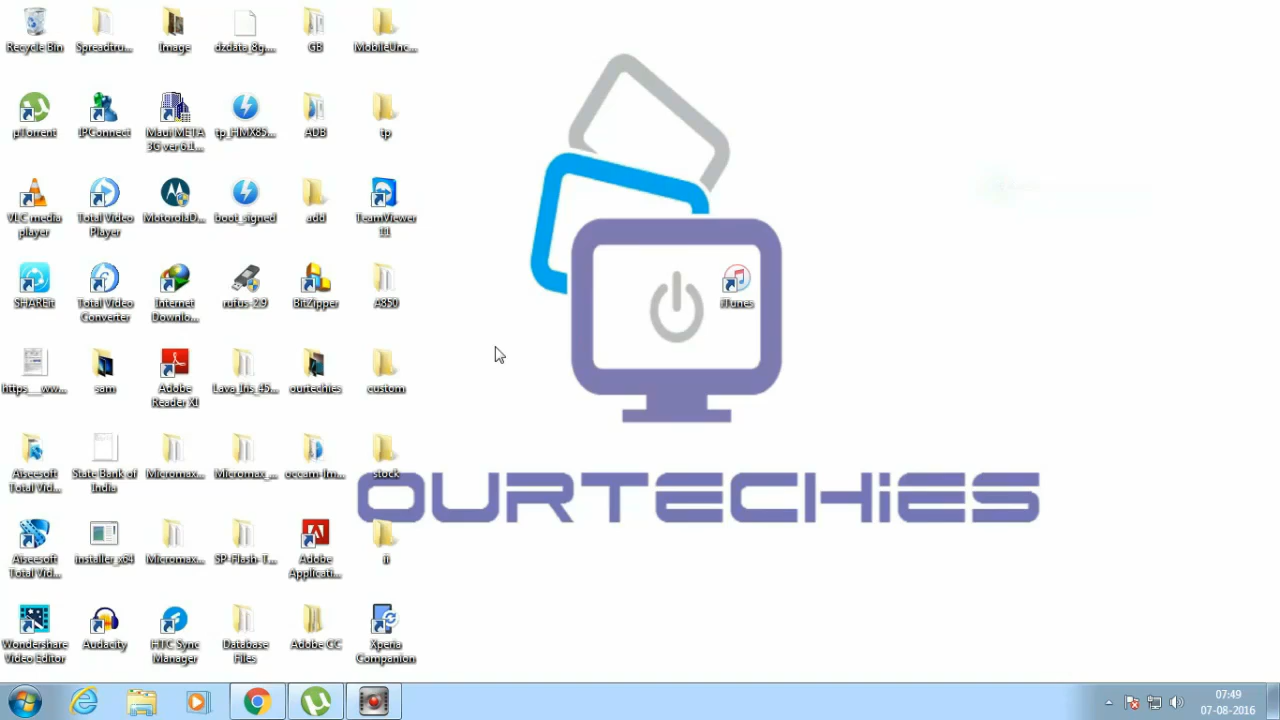 Recycle Bin
Spreadtru...
Image
dzdata_8g....
GB
MobileUnc...
µTorrent
IPConnect
Maui META
3G ver 6.1...
tp_HMX85...
ADB
tp
VLC media
player
Total Video
Player
MotorolaD...
boot_signed
add
TeamViewer
11
SHAREit
Total Video
Converter
Internet
Downlo...
rufus-2.9
BitZipper
A850
iTunes
https___ww...
sam
Adobe
Reader XI
Lava_Iris_45...
ourtechies
custom
Aiseesoft
Total Vid...
State Bank of
India
Micromax...
Micromax_...
occam-lm...
stock
OURTECHiES
Aiseesoft
Total Vid...
installer_x64
Micromax...
SP-Flash-T...
Adobe
Applicati...
Wondershare
Video Editor
Audacity
HTC Sync
Manager
Database
Files
Adobe CC
Xperia
Companion
07:49
07-08-2016